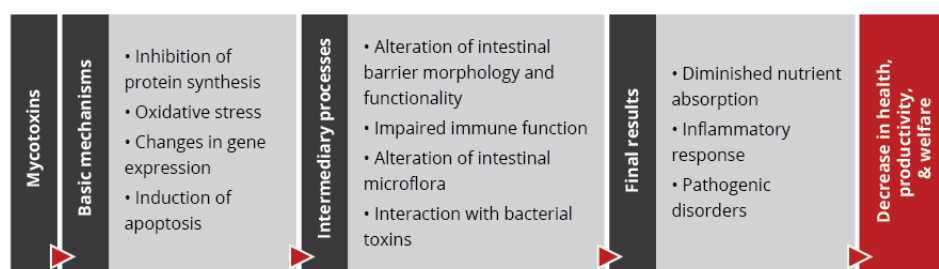 Mycotoxins
Basic mechanisms
• Inhibition of
protein synthesis
• Oxidative stress
• Changes in gene
expression
• Induction of
apoptosis
Intermediary processes
• Alteration of intestinal
barrier morphology and
functionality
• Impaired immune function
• Alteration of intestinal
microflora
• Interaction with bacterial
toxins
Final results
• Diminished nutrient
absorption
• Inflammatory
response
• Pathogenic
disorders
Decrease in health,
productivity,
& welfare